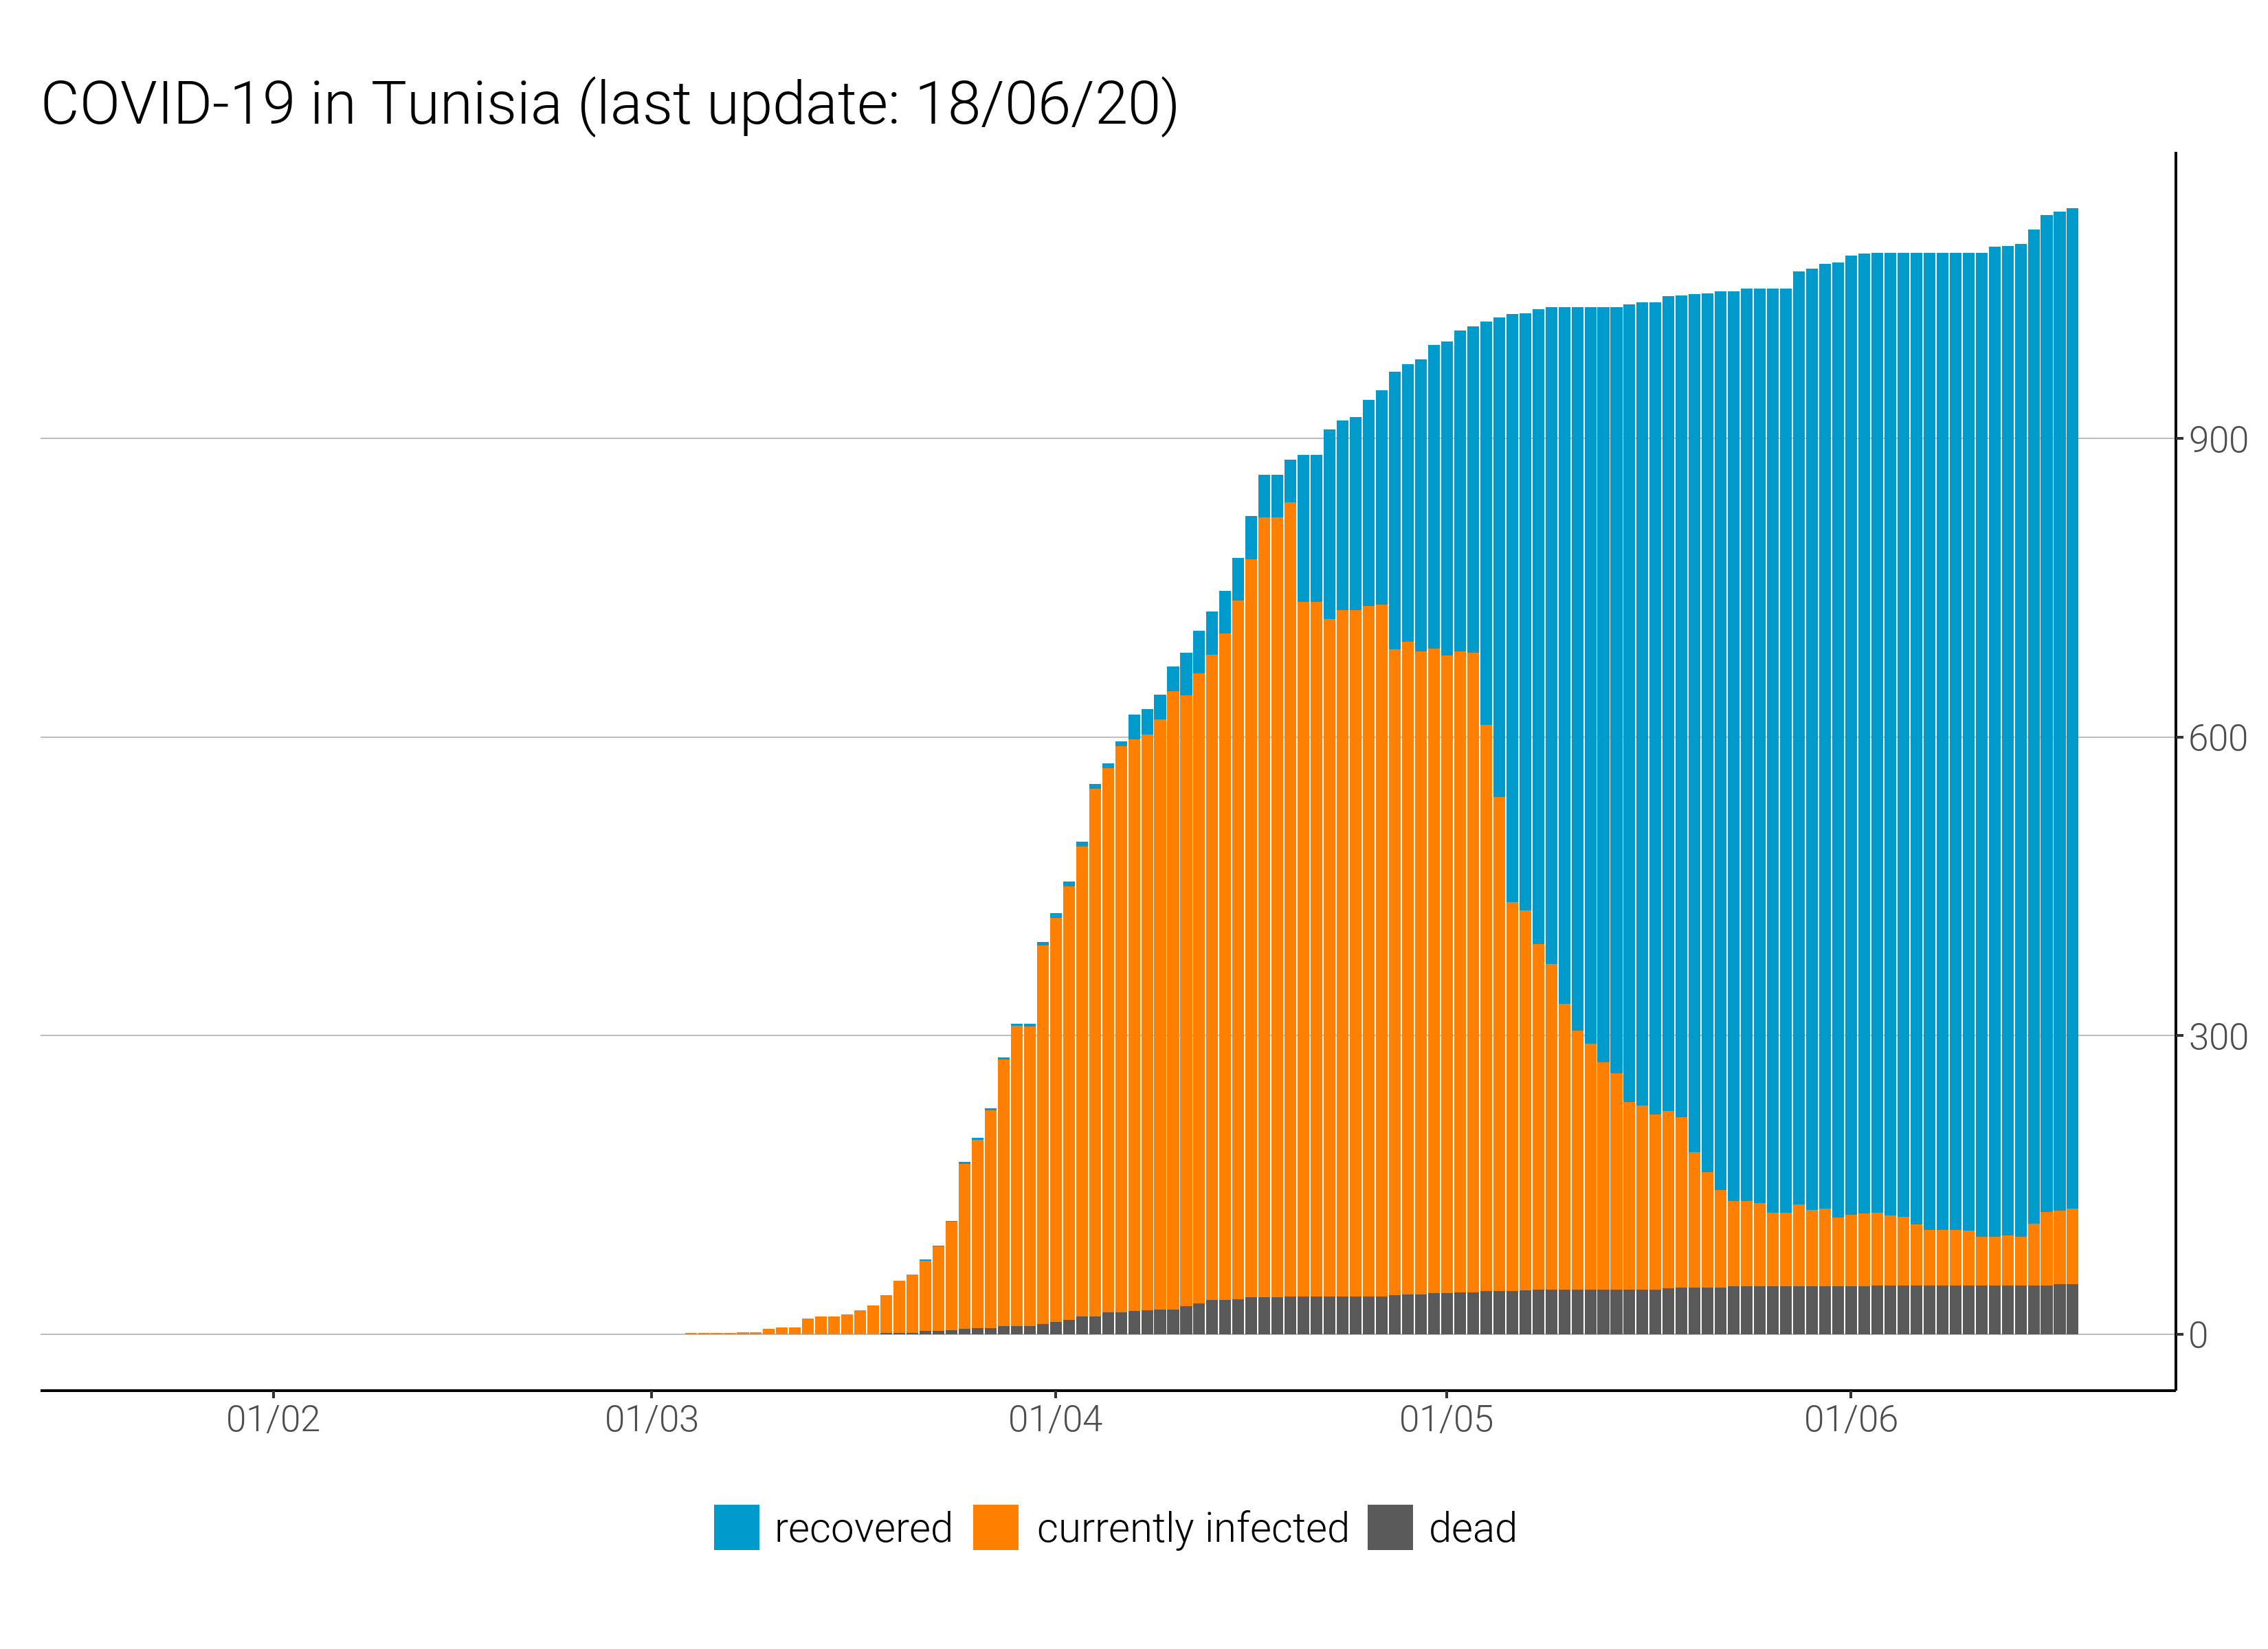 COVID-19 in Tunisia (last update: 18/06/20)
900
600
300
0
01/02 01/03 01/04 01/05 01/06
recovered currently infected dead